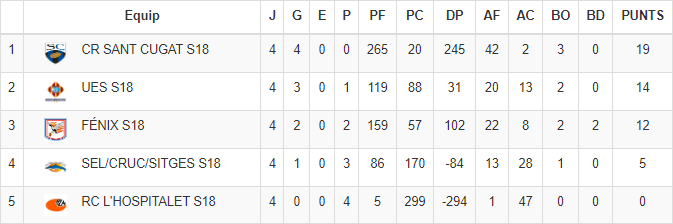 Equip J G E P PF PC DP AF AC BO BD PUNTS
1 SC CR SANT CUGAT S18 4 4 0 0 265 20 245 42 2 3 0 19
2 UES S18 4 3 0 1 119 88 31 20 13 2 0 14
3 FÉNIX S18 4 2 0 2 159 57 102 22 8 2 2 12
4 SEL/CRUC/SITGES S18 4 1 0 3 86 170 -84 13 28 1 0 5
5 RC L'HOSPITALET S18 4 0 0 4 5 299 -294 1 47 0 0 0